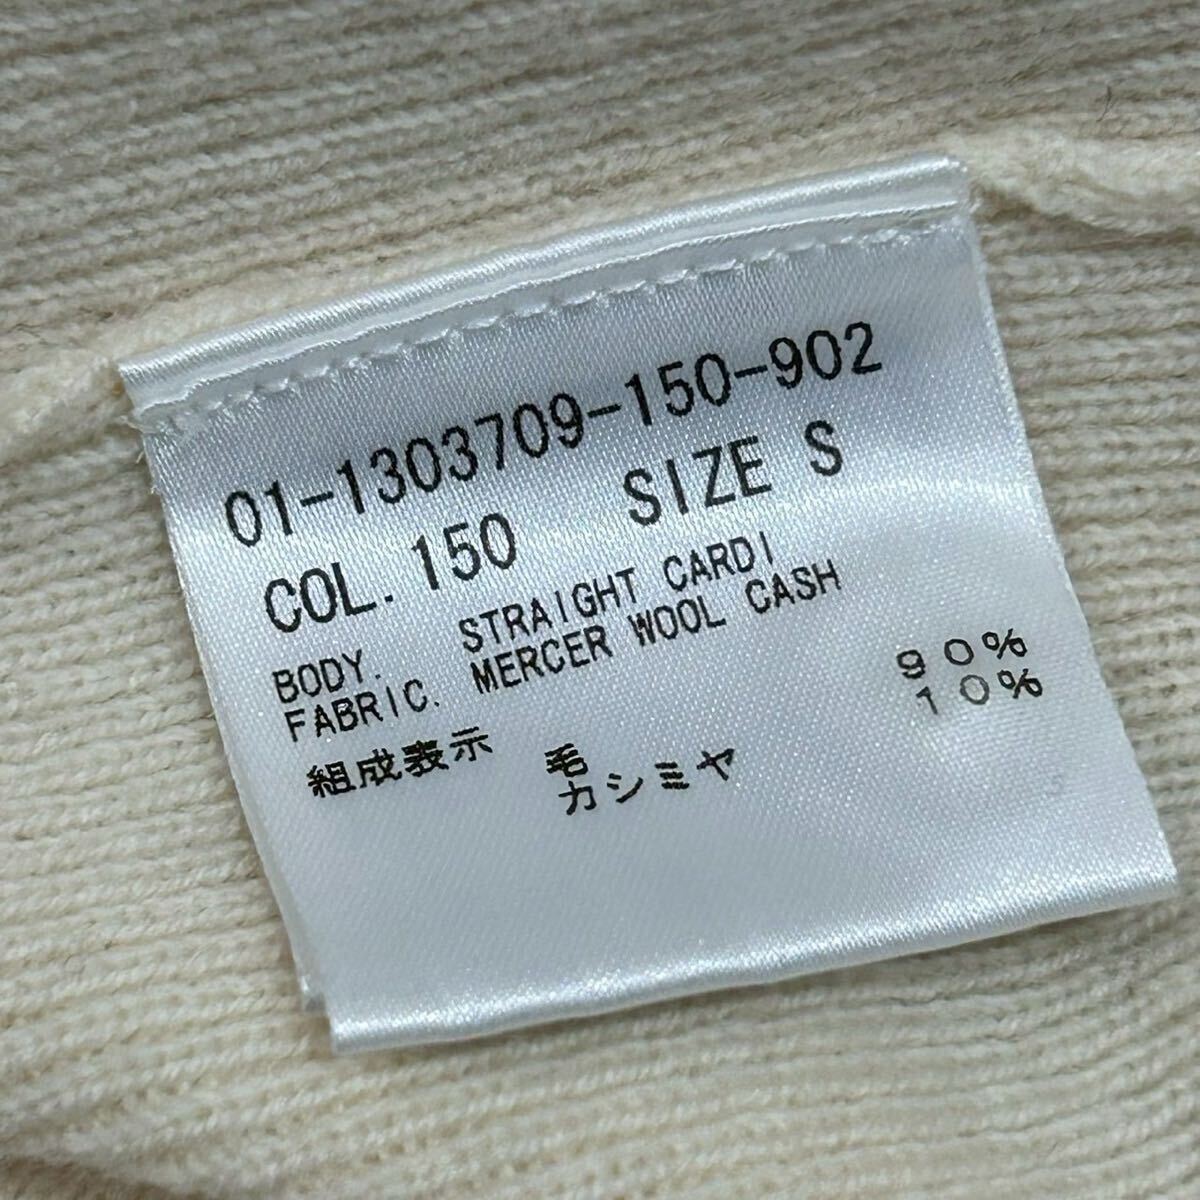 01-1303709-150-902
COL. 150 SIZE S
BODY. STRAIGHT CARDI
FABRIC. MERCER WOOL CASH
組成表示 毛 90%
カシミヤ 10%